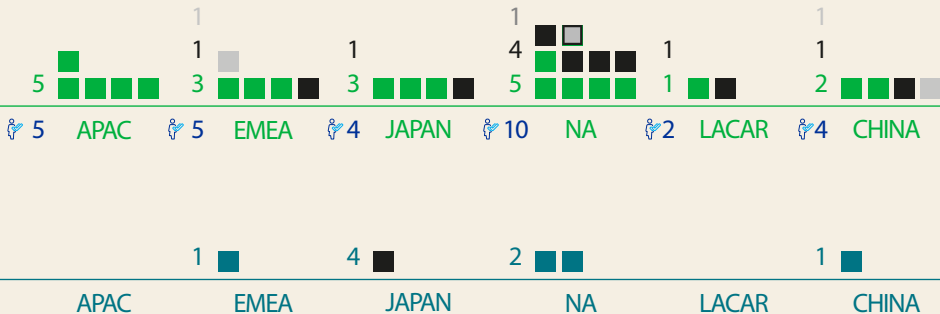 1 1 1
1 1 4 1 1
5 3 3 5 1 2
5 APAC 5 EMEA 4 JAPAN 10 NA 2 LACAR 4 CHINA
1 4 2 1
APAC EMEA JAPAN NA LACAR CHINA